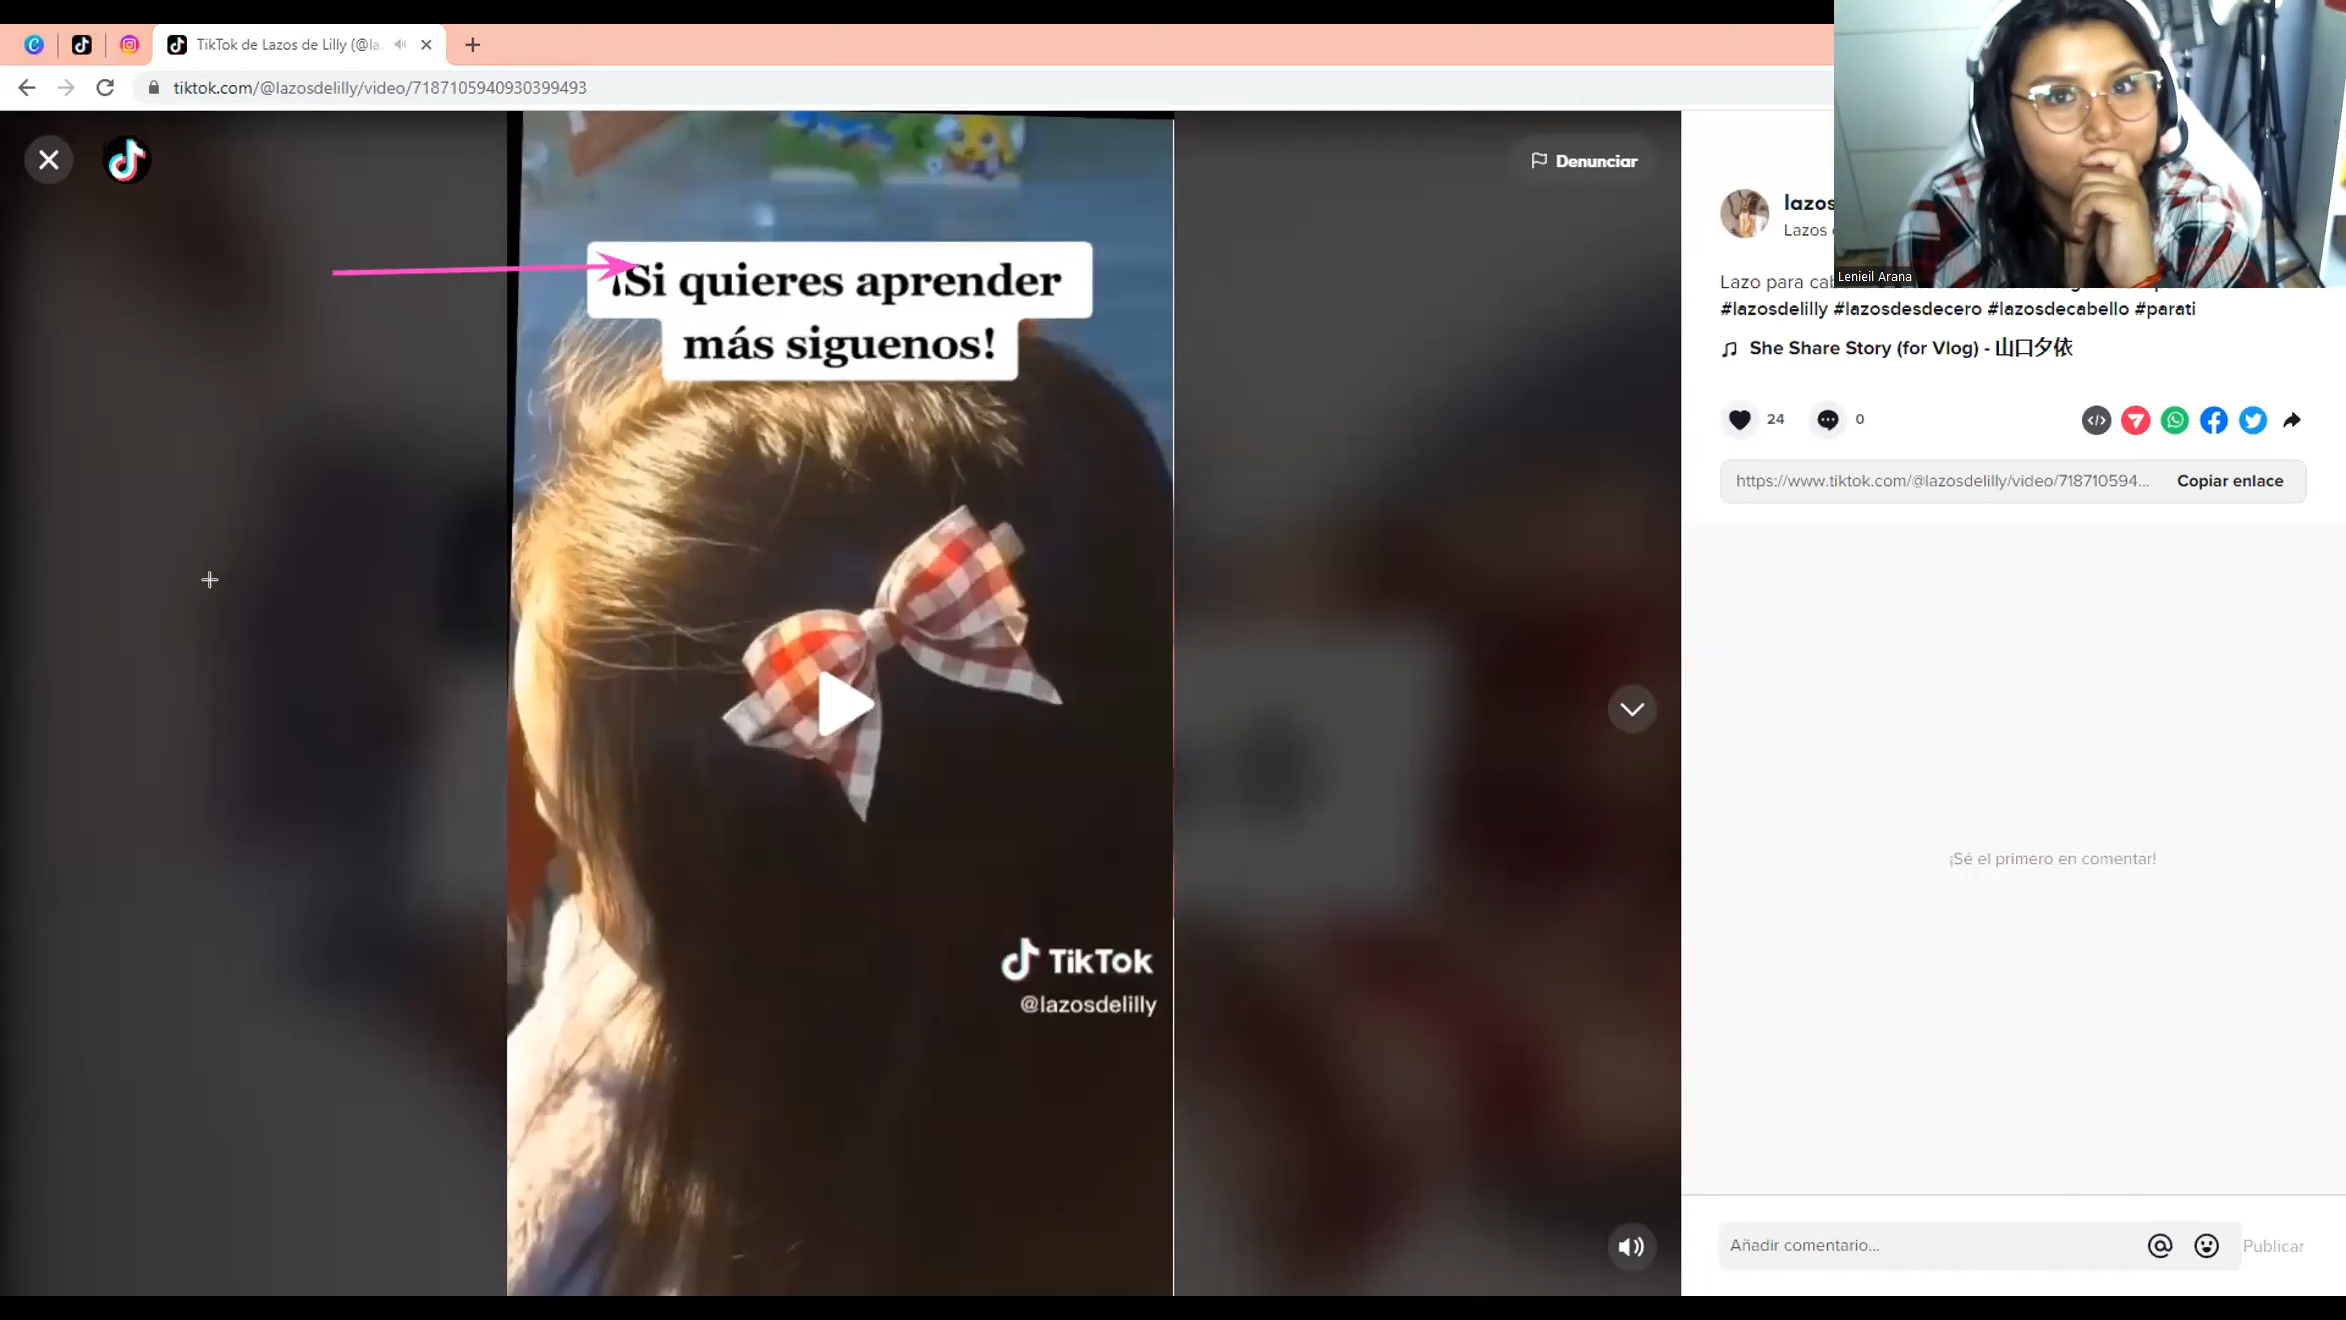 TikTok de Lazos de Lilly (@la
tiktok.com/@lazosdelilly/video/7187105940930399493
Denunciar
¡Si quieres aprender
más siguenos!
TikTok
@lazosdelilly
Lenieil Arana
lazos
Lazos
Lazo para
#lazosdelilly #lazosdesdecero #lazosdecabello #parati
She Share Story (for Vlog) - 山口夕依
24
0
https://www.tiktok.com/@lazosdelilly/video/718710594...
Copiar enlace
¡Sé el primero en comentar!
Añadir comentario...
Publicar